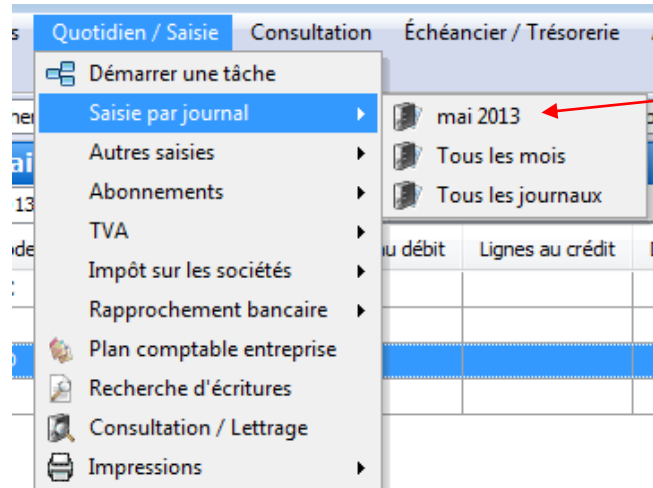 s Quotidien / Saisie Consultation Échéancier / Trésorerie
Démarrer une tâche
Saisie par journal
mai 2013
Autres saisies
Tous les mois
Abonnements
Tous les journaux
13
TVA
Impôt sur les sociétés
au débit Lignes au crédit
Rapprochement bancaire
Plan comptable entreprise
Recherche d'écritures
Consultation / Lettrage
Impressions